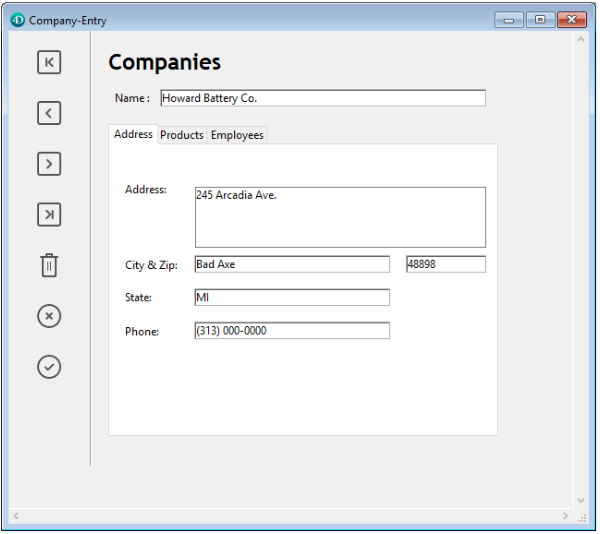 4D Company-Entry
Companies
Name: Howard Battery Co.
Address Products Employees
Address: 245 Arcadia Ave.
City & Zip: Bad Axe 48898
State: MI
Phone: (313) 000-0000